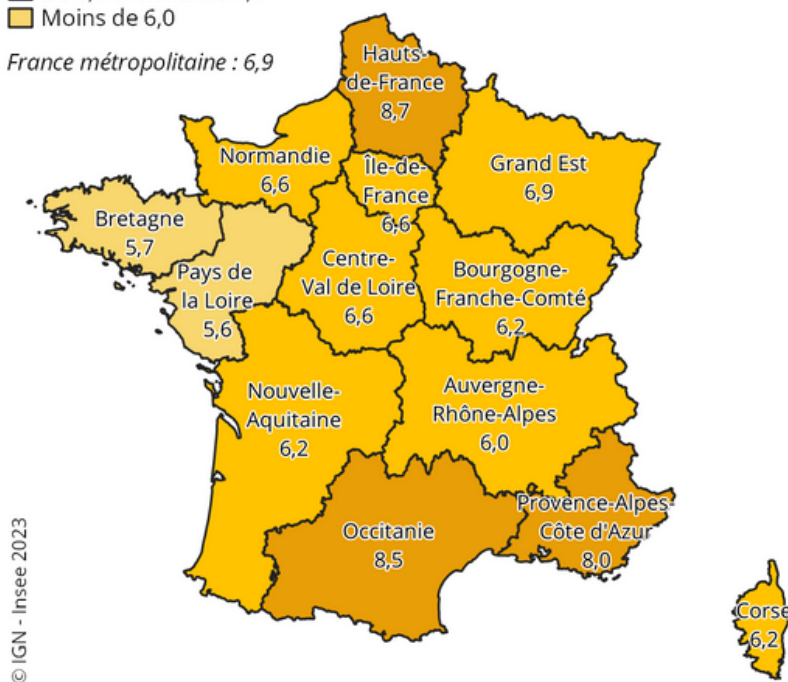 Moins de 6,0
France métropolitaine : 6,9
Hauts-
de-France
8,7
Normandie
6,6
Île-de-
France
6,6
Grand Est
6,9
Bretagne
5,7
Pays de
la Loire
5,6
Centre-
Val de Loire
6,6
Bourgogne-
Franche-Comté
6,2
Nouvelle-
Aquitaine
6,2
Auvergne-
Rhône-Alpes
6,0
Occitanie
8,5
Provence-Alpes-
Côte d'Azur
8,0
Corse
6,2
© IGN - Insee 2023